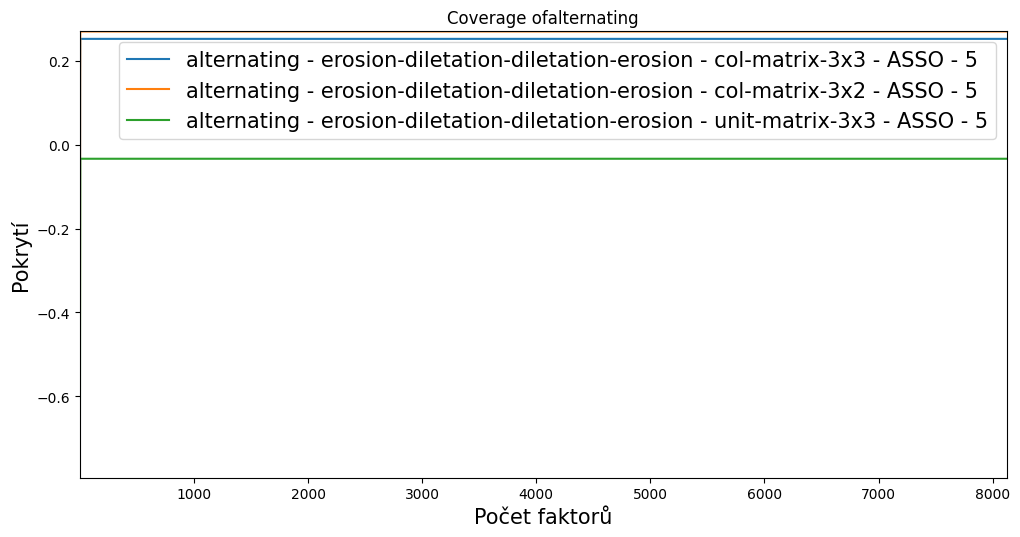 Coverage ofalternating
alternating - erosion-diletation-diletation-erosion - col-matrix-3x3 - ASSO - 5
alternating - erosion-diletation-diletation-erosion - col-matrix-3x2 - ASSO - 5
alternating - erosion-diletation-diletation-erosion - unit-matrix-3x3 - ASSO - 5
Pokrytí
0.2
0.0
−0.2
−0.4
−0.6
1000 2000 3000 4000 5000 6000 7000 8000
Počet faktorů